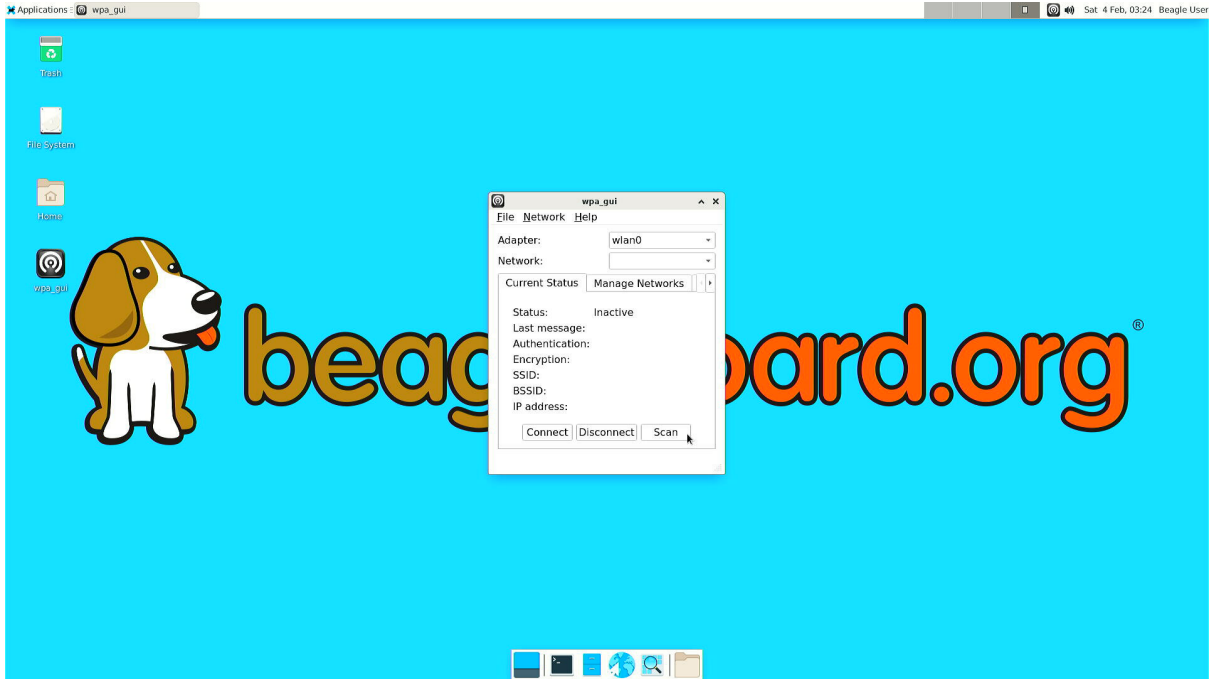 Applications wpa_gui Sat 4 Feb, 03:24 Beagle User
Trash
File System
Home
wpa_gui
wpa_gui
File Network Help
Adapter: wlan0
Network:
Current Status Manage Networks
Status: Inactive
Last message:
Authentication:
Encryption:
SSID:
BSSID:
IP address:
Connect Disconnect Scan
beag oard.org®